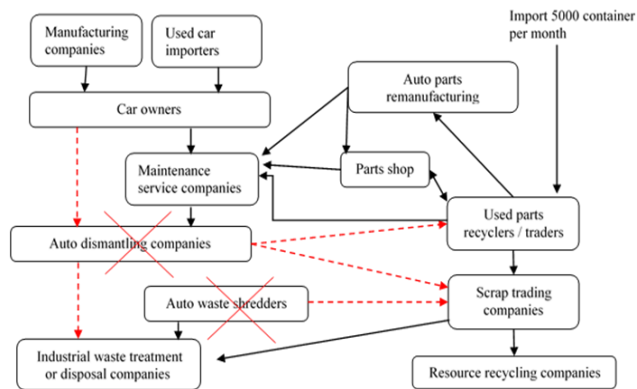 Manufacturing
companies
Used car
importers
Import 5000 container
per month
Auto parts
remanufacturing
Car owners
Maintenance
service companies
Parts shop
Used parts
recyclers / traders
Auto dismantling companies
Auto waste shredders
Scrap trading
companies
Industrial waste treatment
or disposal companies
Resource recycling companies